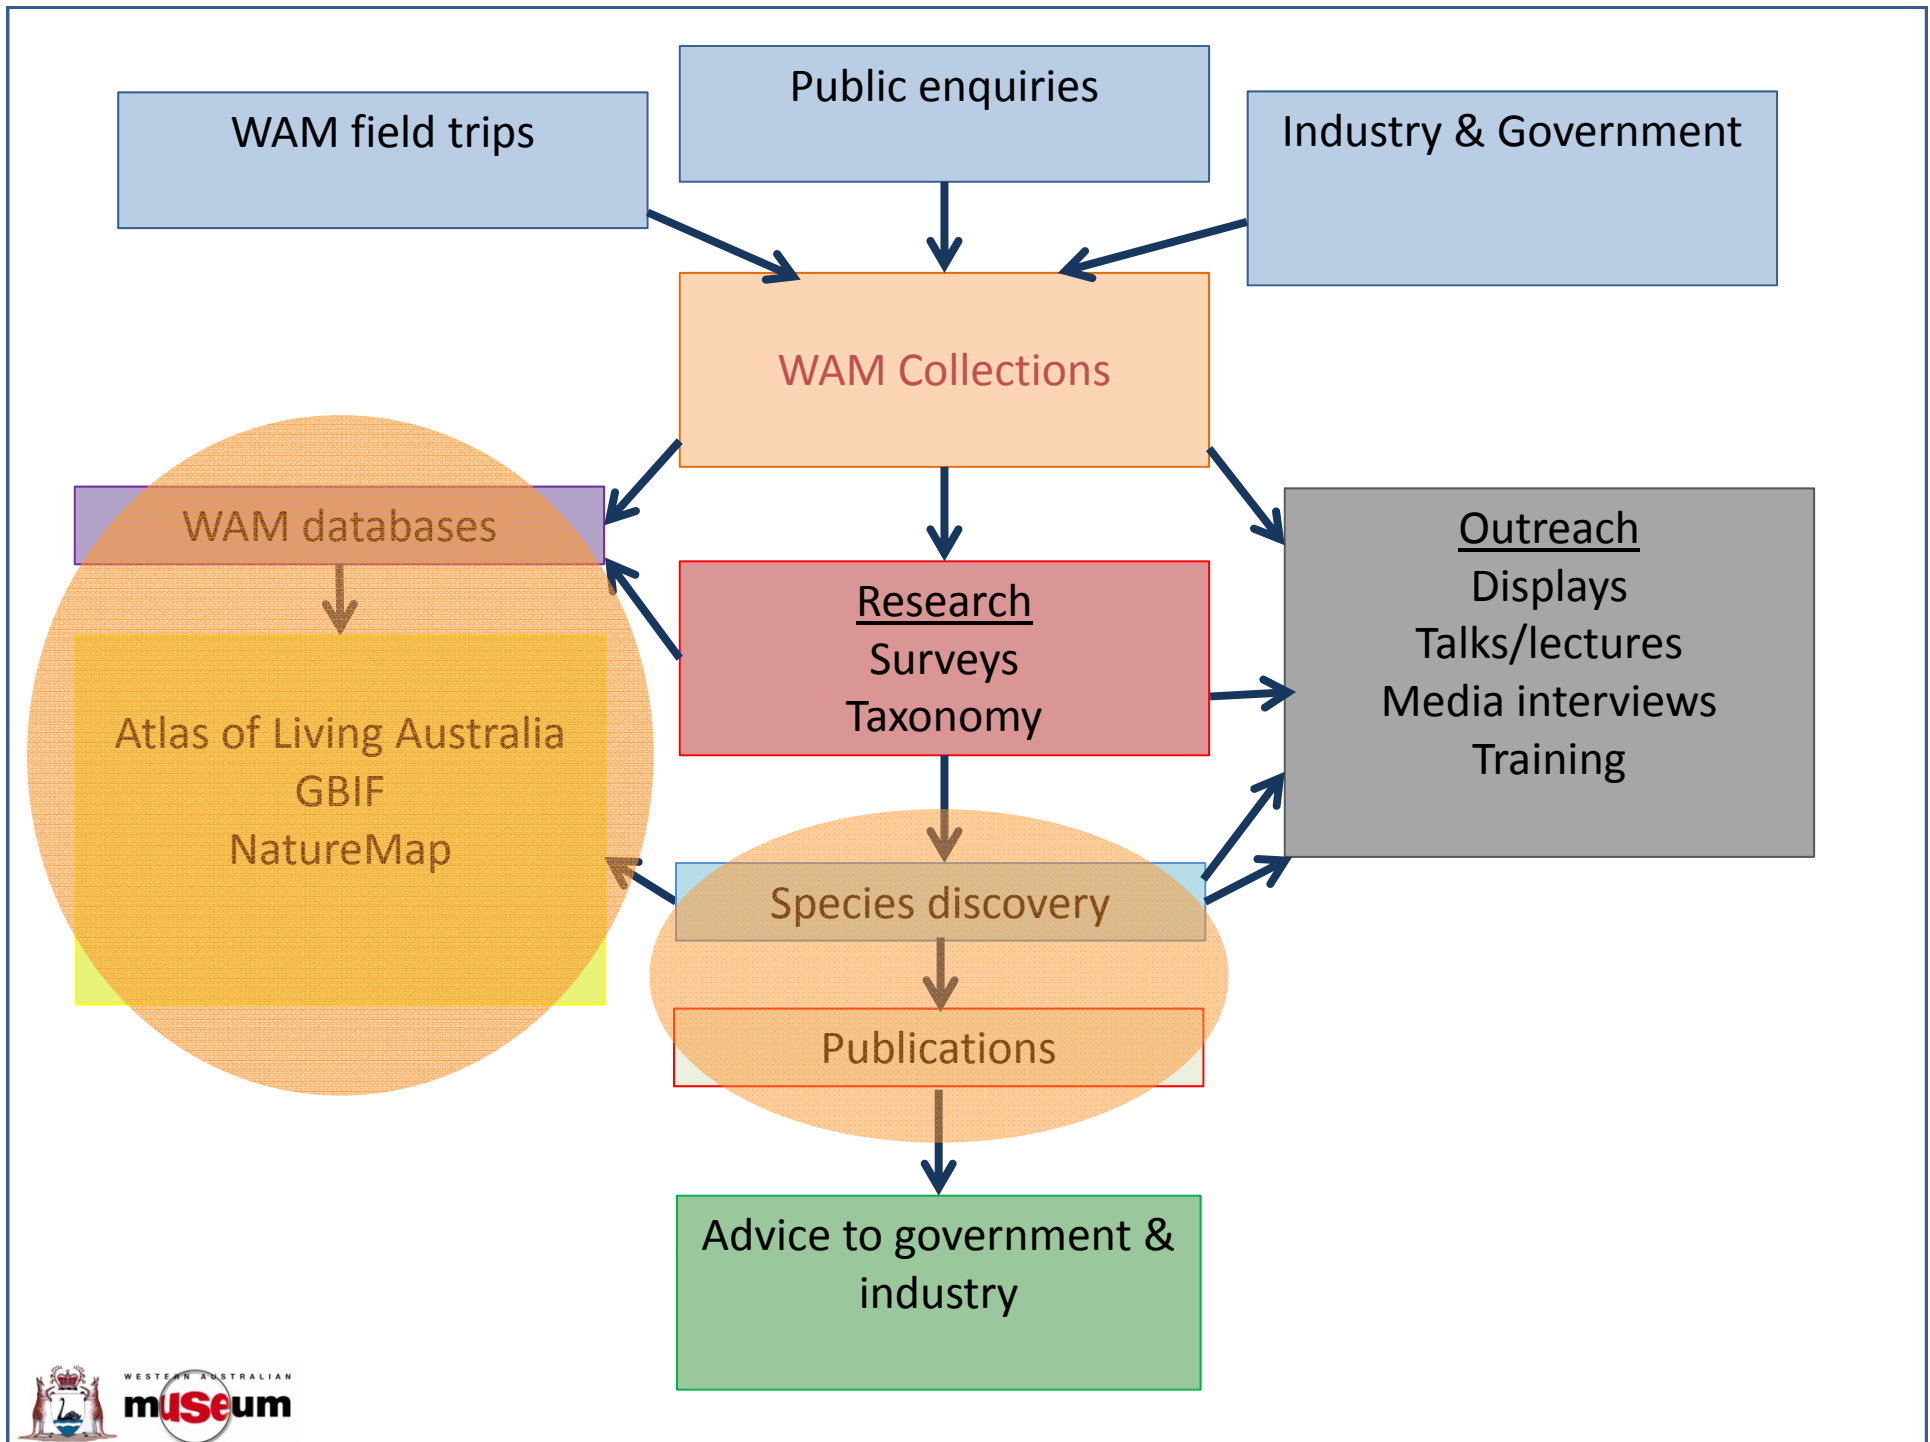 Public enquiries
WAM field trips
Industry & Government
WAM Collections
WAM databases
Atlas of Living Australia
GBIF
NatureMap
Research
Surveys
Taxonomy
Outreach
Displays
Talks/lectures
Media interviews
Training
Species discovery
Publications
Advice to government &
industry
WESTERN AUSTRALIAN
museum